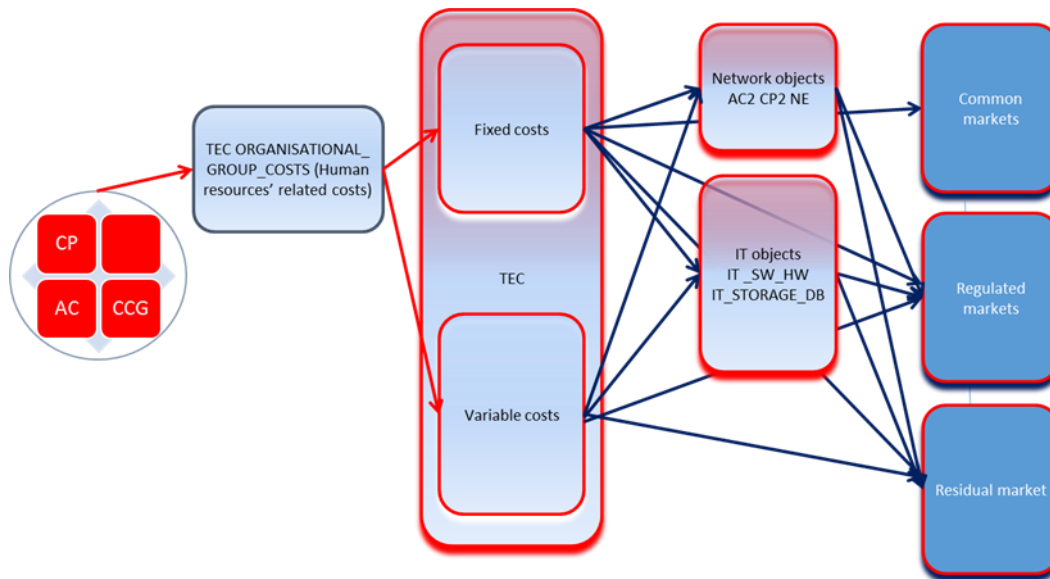 CP
AC
CCG
TEC ORGANISATIONAL_
GROUP_COSTS (Human
resources' related costs)
Fixed costs
TEC
Variable costs
Network objects
AC2 CP2 NE
IT objects
IT _SW_HW
IT_STORAGE_DB
Common
markets
Regulated
markets
Residual market